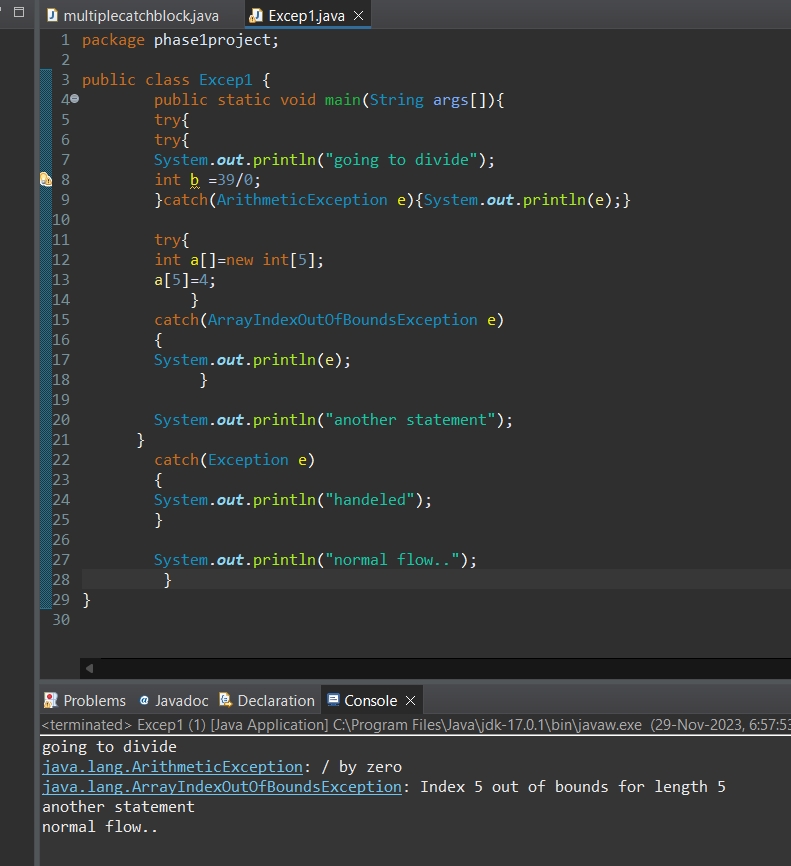 multiplecatchblock.java Excep1.java
1 package phase1project;
2
3 public class Excep1 {
4 public static void main(String args[]){
5 try{
6 try{
7 System.out.println("going to divide");
8 int b =39/0;
9 }catch(ArithmeticException e){System.out.println(e);}
10
11 try{
12 int a[]=new int[5];
13 a[5]=4;
14 }
15 catch(ArrayIndexOutOfBoundsException e)
16 {
17 System.out.println(e);
18 }
19
20 System.out.println("another statement");
21 }
22 catch(Exception e)
23 {
24 System.out.println("handeled");
25 }
26
27 System.out.println("normal flow..");
28 }
29 }
30
Problems @ Javadoc Declaration Console
<terminated> Excep1 (1) [Java Application] C:\Program Files\Java\jdk-17.0.1\bin\javaw.exe (29-Nov-2023, 6:57:53
going to divide
java.lang.ArithmeticException: / by zero
java.lang.ArrayIndexOutOfBoundsException: Index 5 out of bounds for length 5
another statement
normal flow..